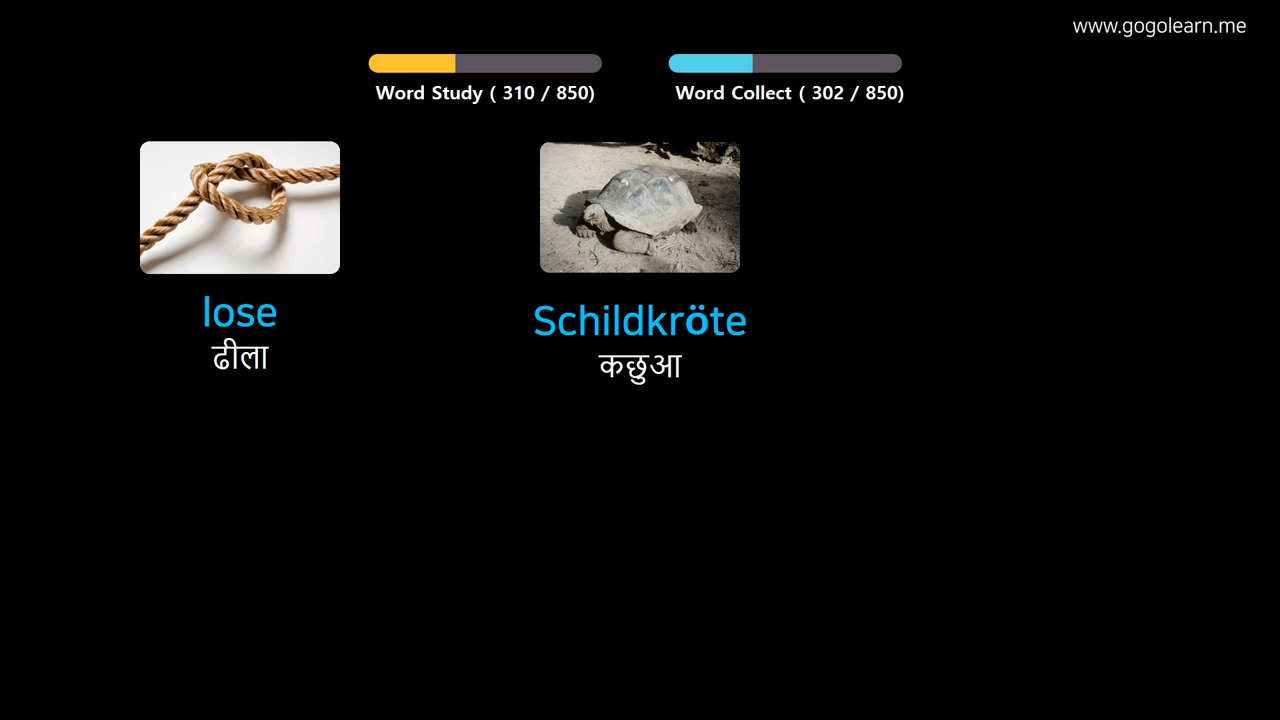 www.gogolearn.me
Word Study ( 310 / 850)
Word Collect ( 302 / 850)
lose
ढीला
Schildkröte
कछुआ